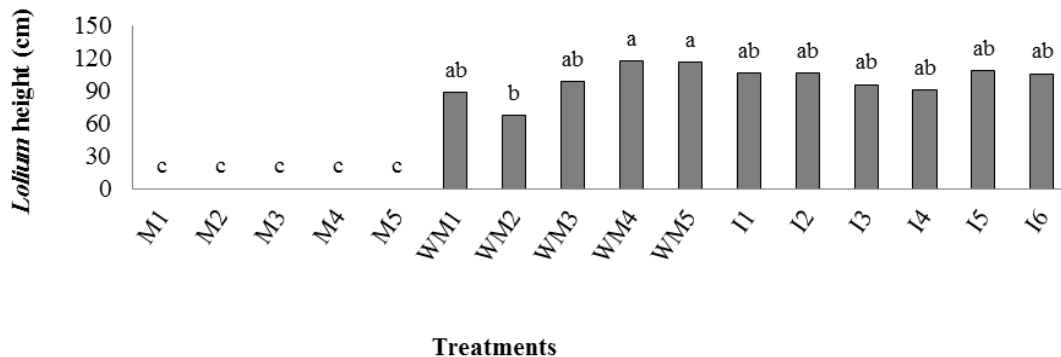 Lolium height (cm)
150
120
90
60
30
0
c c c c c ab b ab a a ab ab ab ab ab ab
M1 M2 M3 M4 M5 WM1 WM2 WM3 WM4 WM5 I1 I2 I3 I4 I5 I6
Treatments